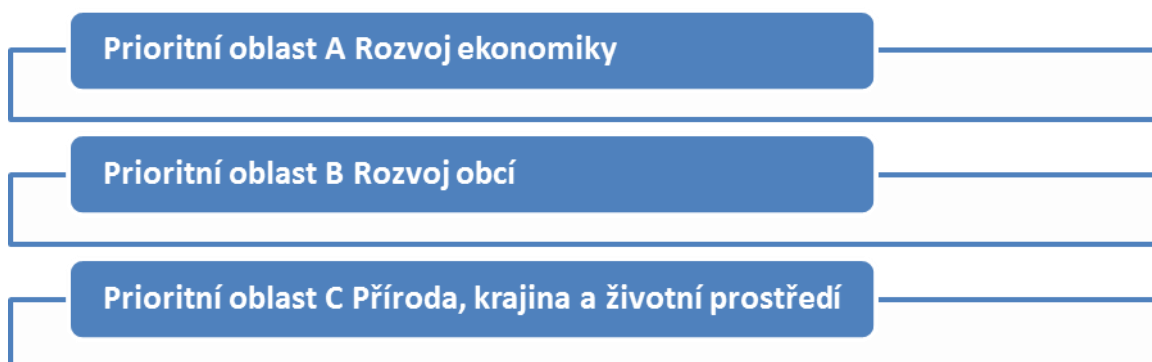 Prioritní oblast A Rozvoj ekonomiky
Prioritní oblast B Rozvoj obcí
Prioritní oblast C Příroda, krajina a životní prostředí